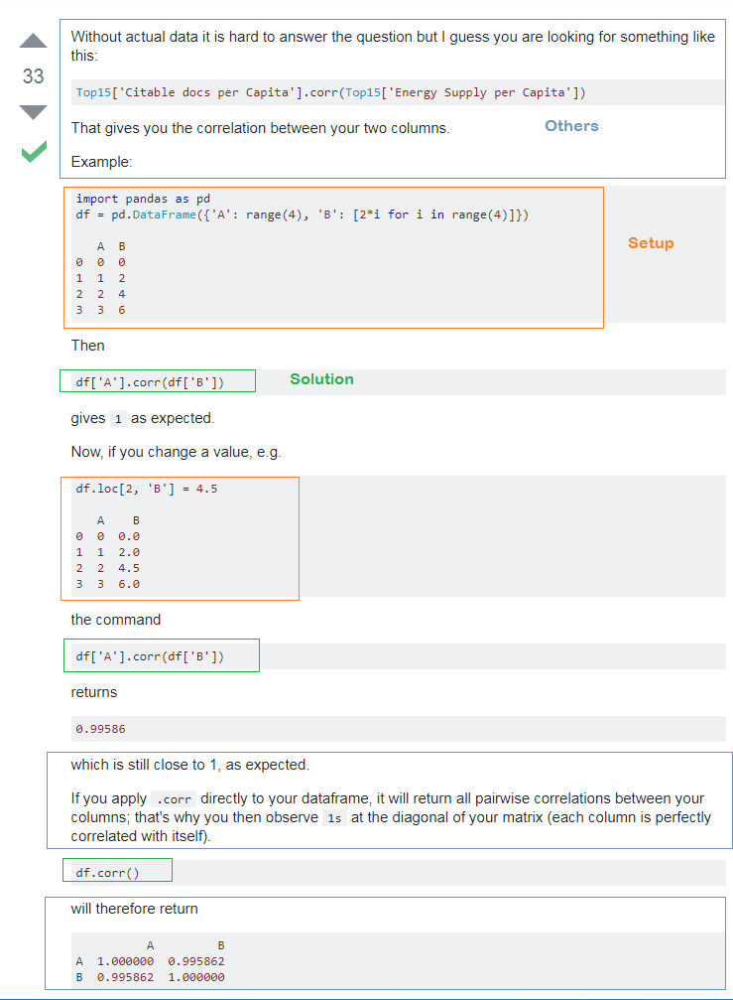 Without actual data it is hard to answer the question but I guess you are looking for something like
this:
33
Top15['Citable docs per Capita'].corr(Top15['Energy Supply per Capita'])
That gives you the correlation between your two columns.
Others
Example:
import pandas as pd
df = pd.DataFrame({'A': range(4), 'B': [2*i for i in range(4)]})
A B
Setup
0 0 0
1 1 2
2 2 4
3 3 6
Then
df['A'].corr(df['B'])
Solution
gives 1 as expected.
Now, if you change a value, e.g.
df.loc[2, 'B'] = 4.5
A B
0 0 0.0
1 1 2.0
2 2 4.5
3 3 6.0
the command
df['A'].corr(df['B'])
returns
0.99586
which is still close to 1, as expected.
If you apply .corr directly to your dataframe, it will return all pairwise correlations between your
columns; that's why you then observe 1s at the diagonal of your matrix (each column is perfectly
correlated with itself).
df.corr()
will therefore return
A B
A 1.000000 0.995862
B 0.995862 1.000000